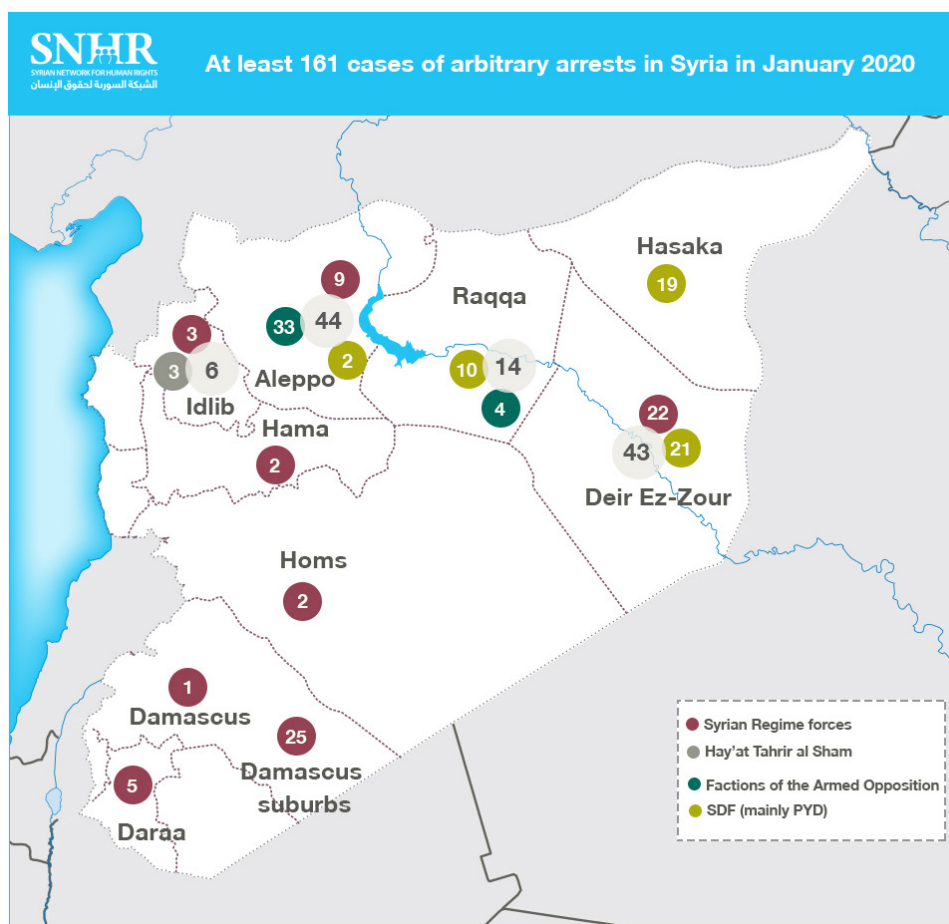 SNHR
SYRIAN NETWORK FOR HUMAN RIGHTS
الشبكة السورية لحقوق الإنسان
At least 161 cases of arbitrary arrests in Syria in January 2020
Hasaka
19
Raqqa
10
14
4
9
33
44
2
Aleppo
3
3
6
Idlib
Hama
2
22
43
21
Deir Ez-Zour
Homs
2
1
Damascus
25
Damascus
suburbs
5
Daraa
Syrian Regime forces
Hay'at Tahrir al Sham
Factions of the Armed Opposition
SDF (mainly PYD)